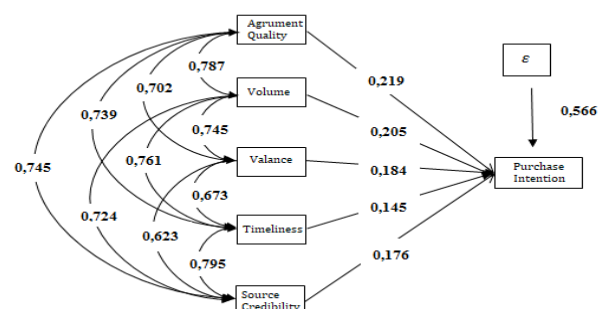 Agrument
Quality
0,787
ε
0,219
0,702
Volume
0,739
0,566
0,205
0,745
0,761
0,745
Valance
0,184
Purchase
Intention
0,673
0,724
0,145
0,623
Timeliness
0,176
0,795
Source
Credibility